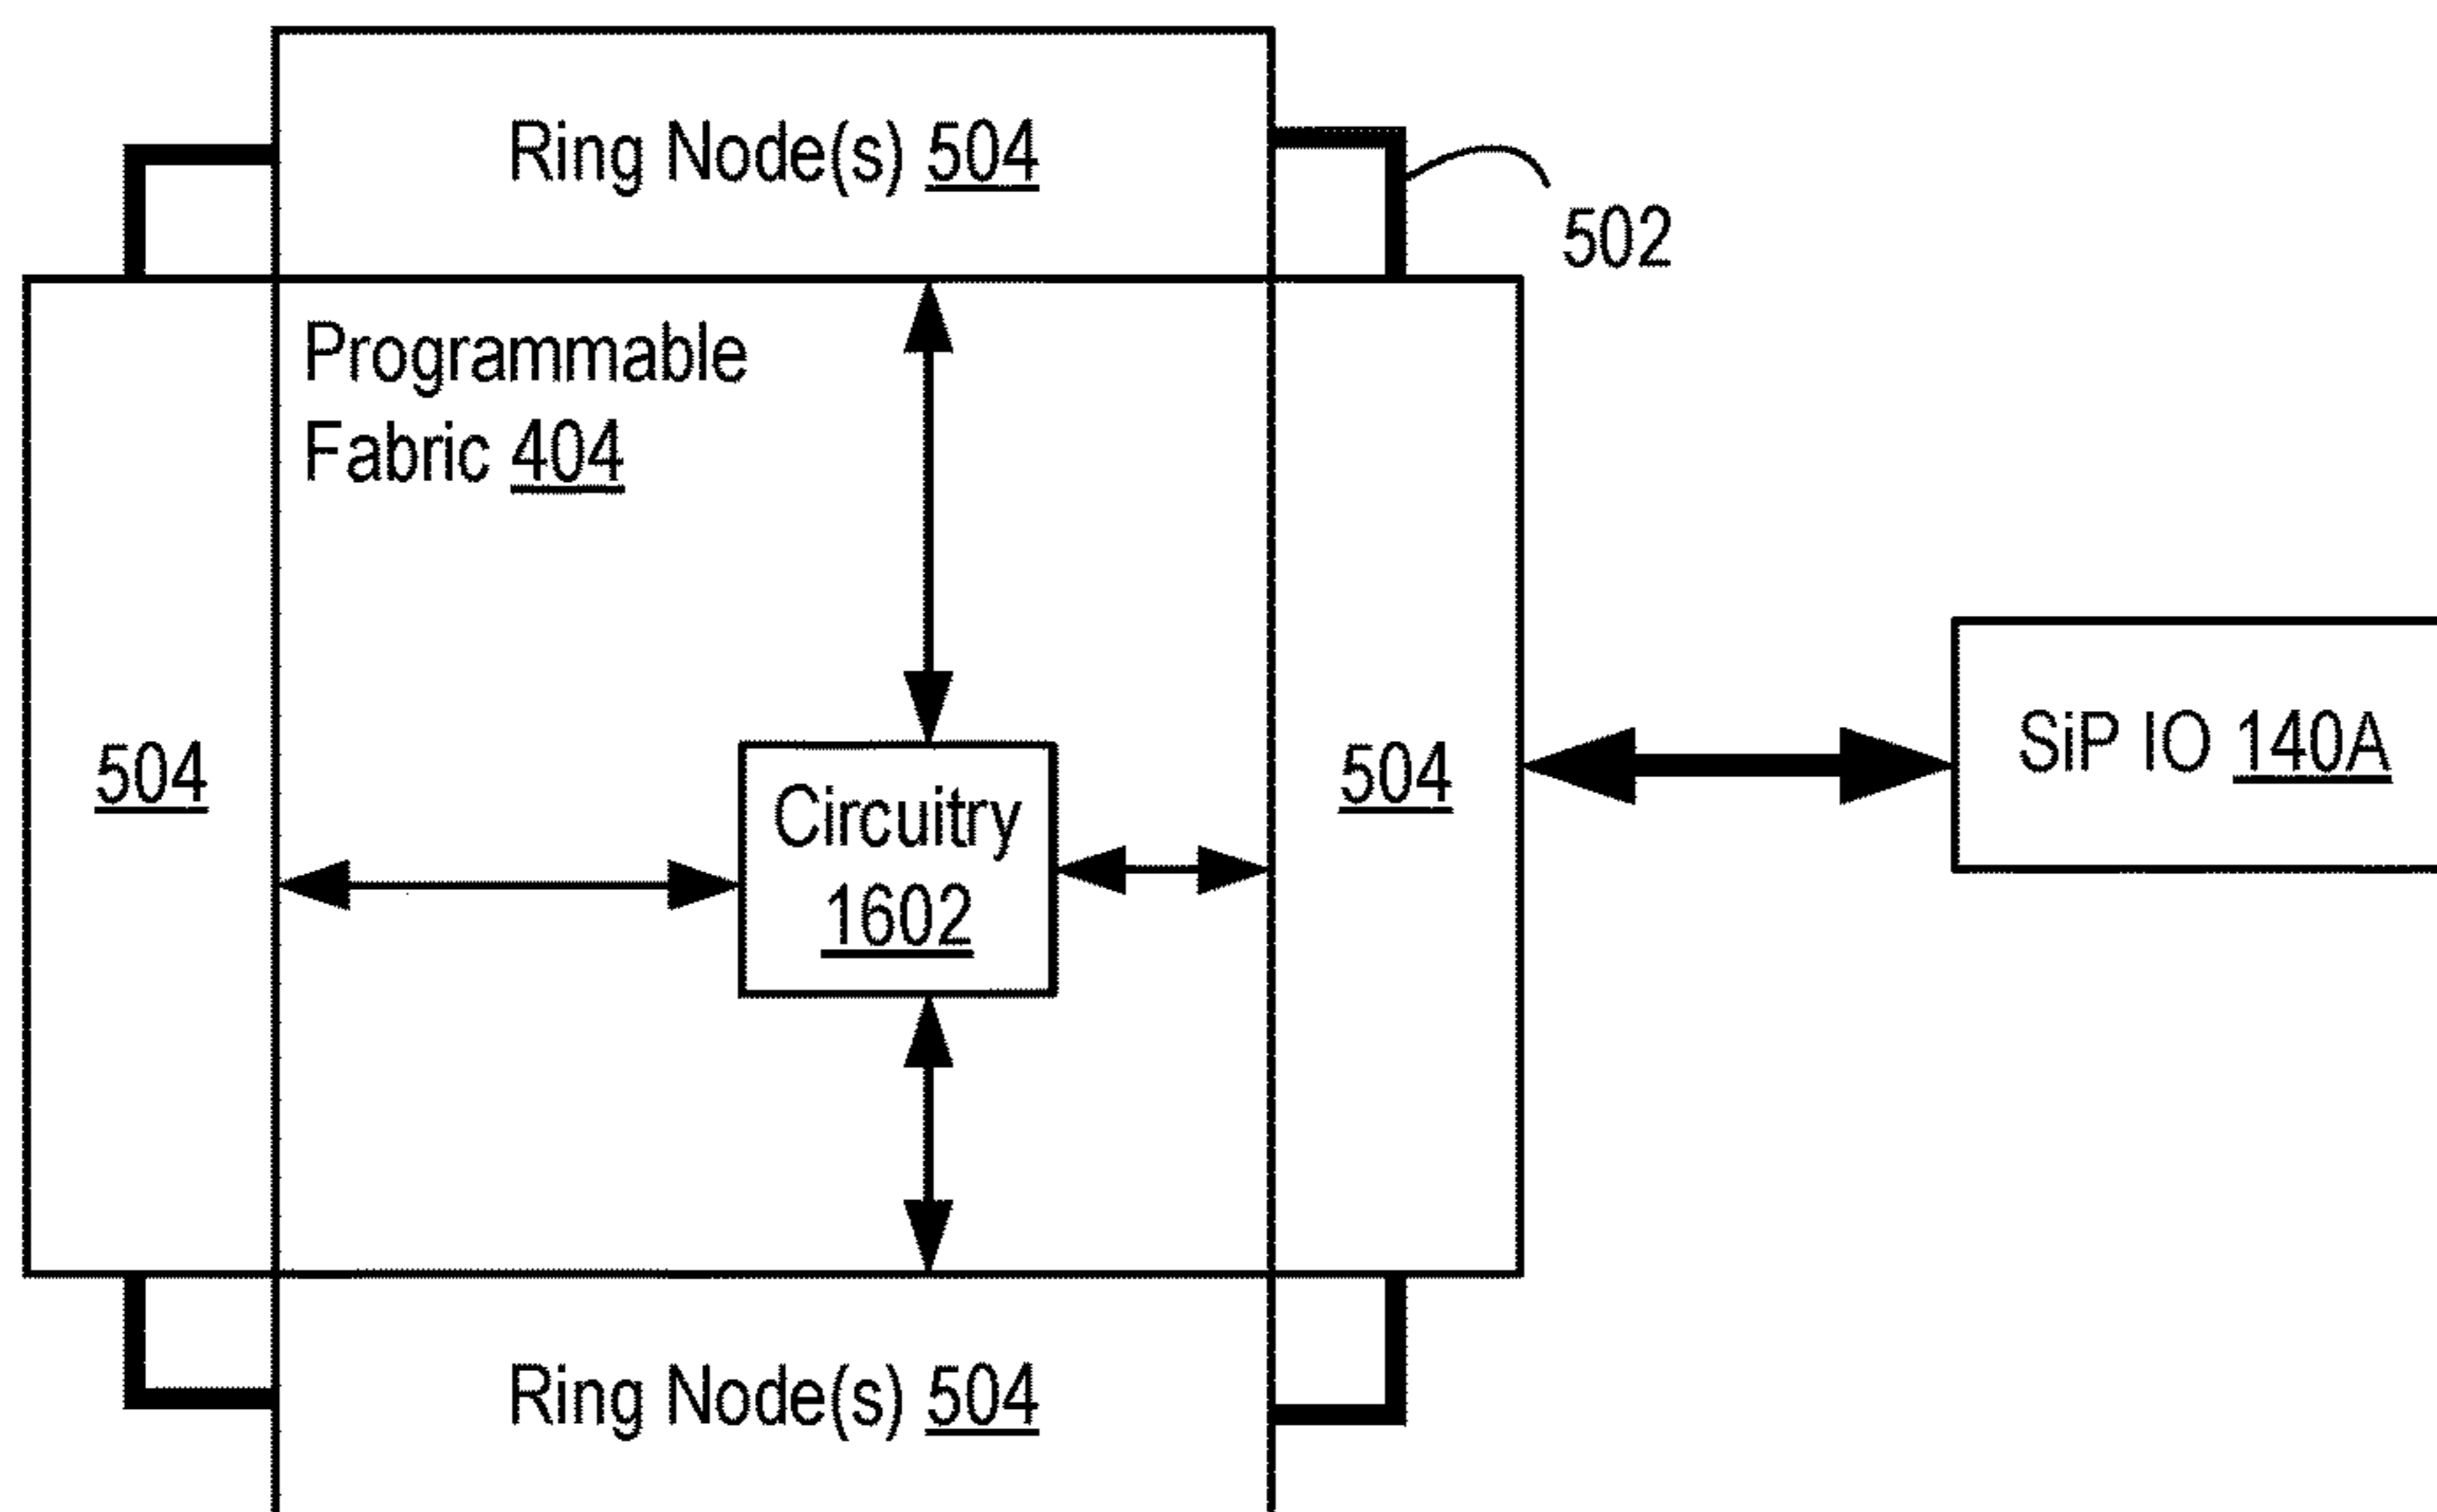 Ring Node(s) 504
502
Programmable
Fabric 404
504
Circuitry
1602
504
SiP IO 140A
Ring Node(s) 504